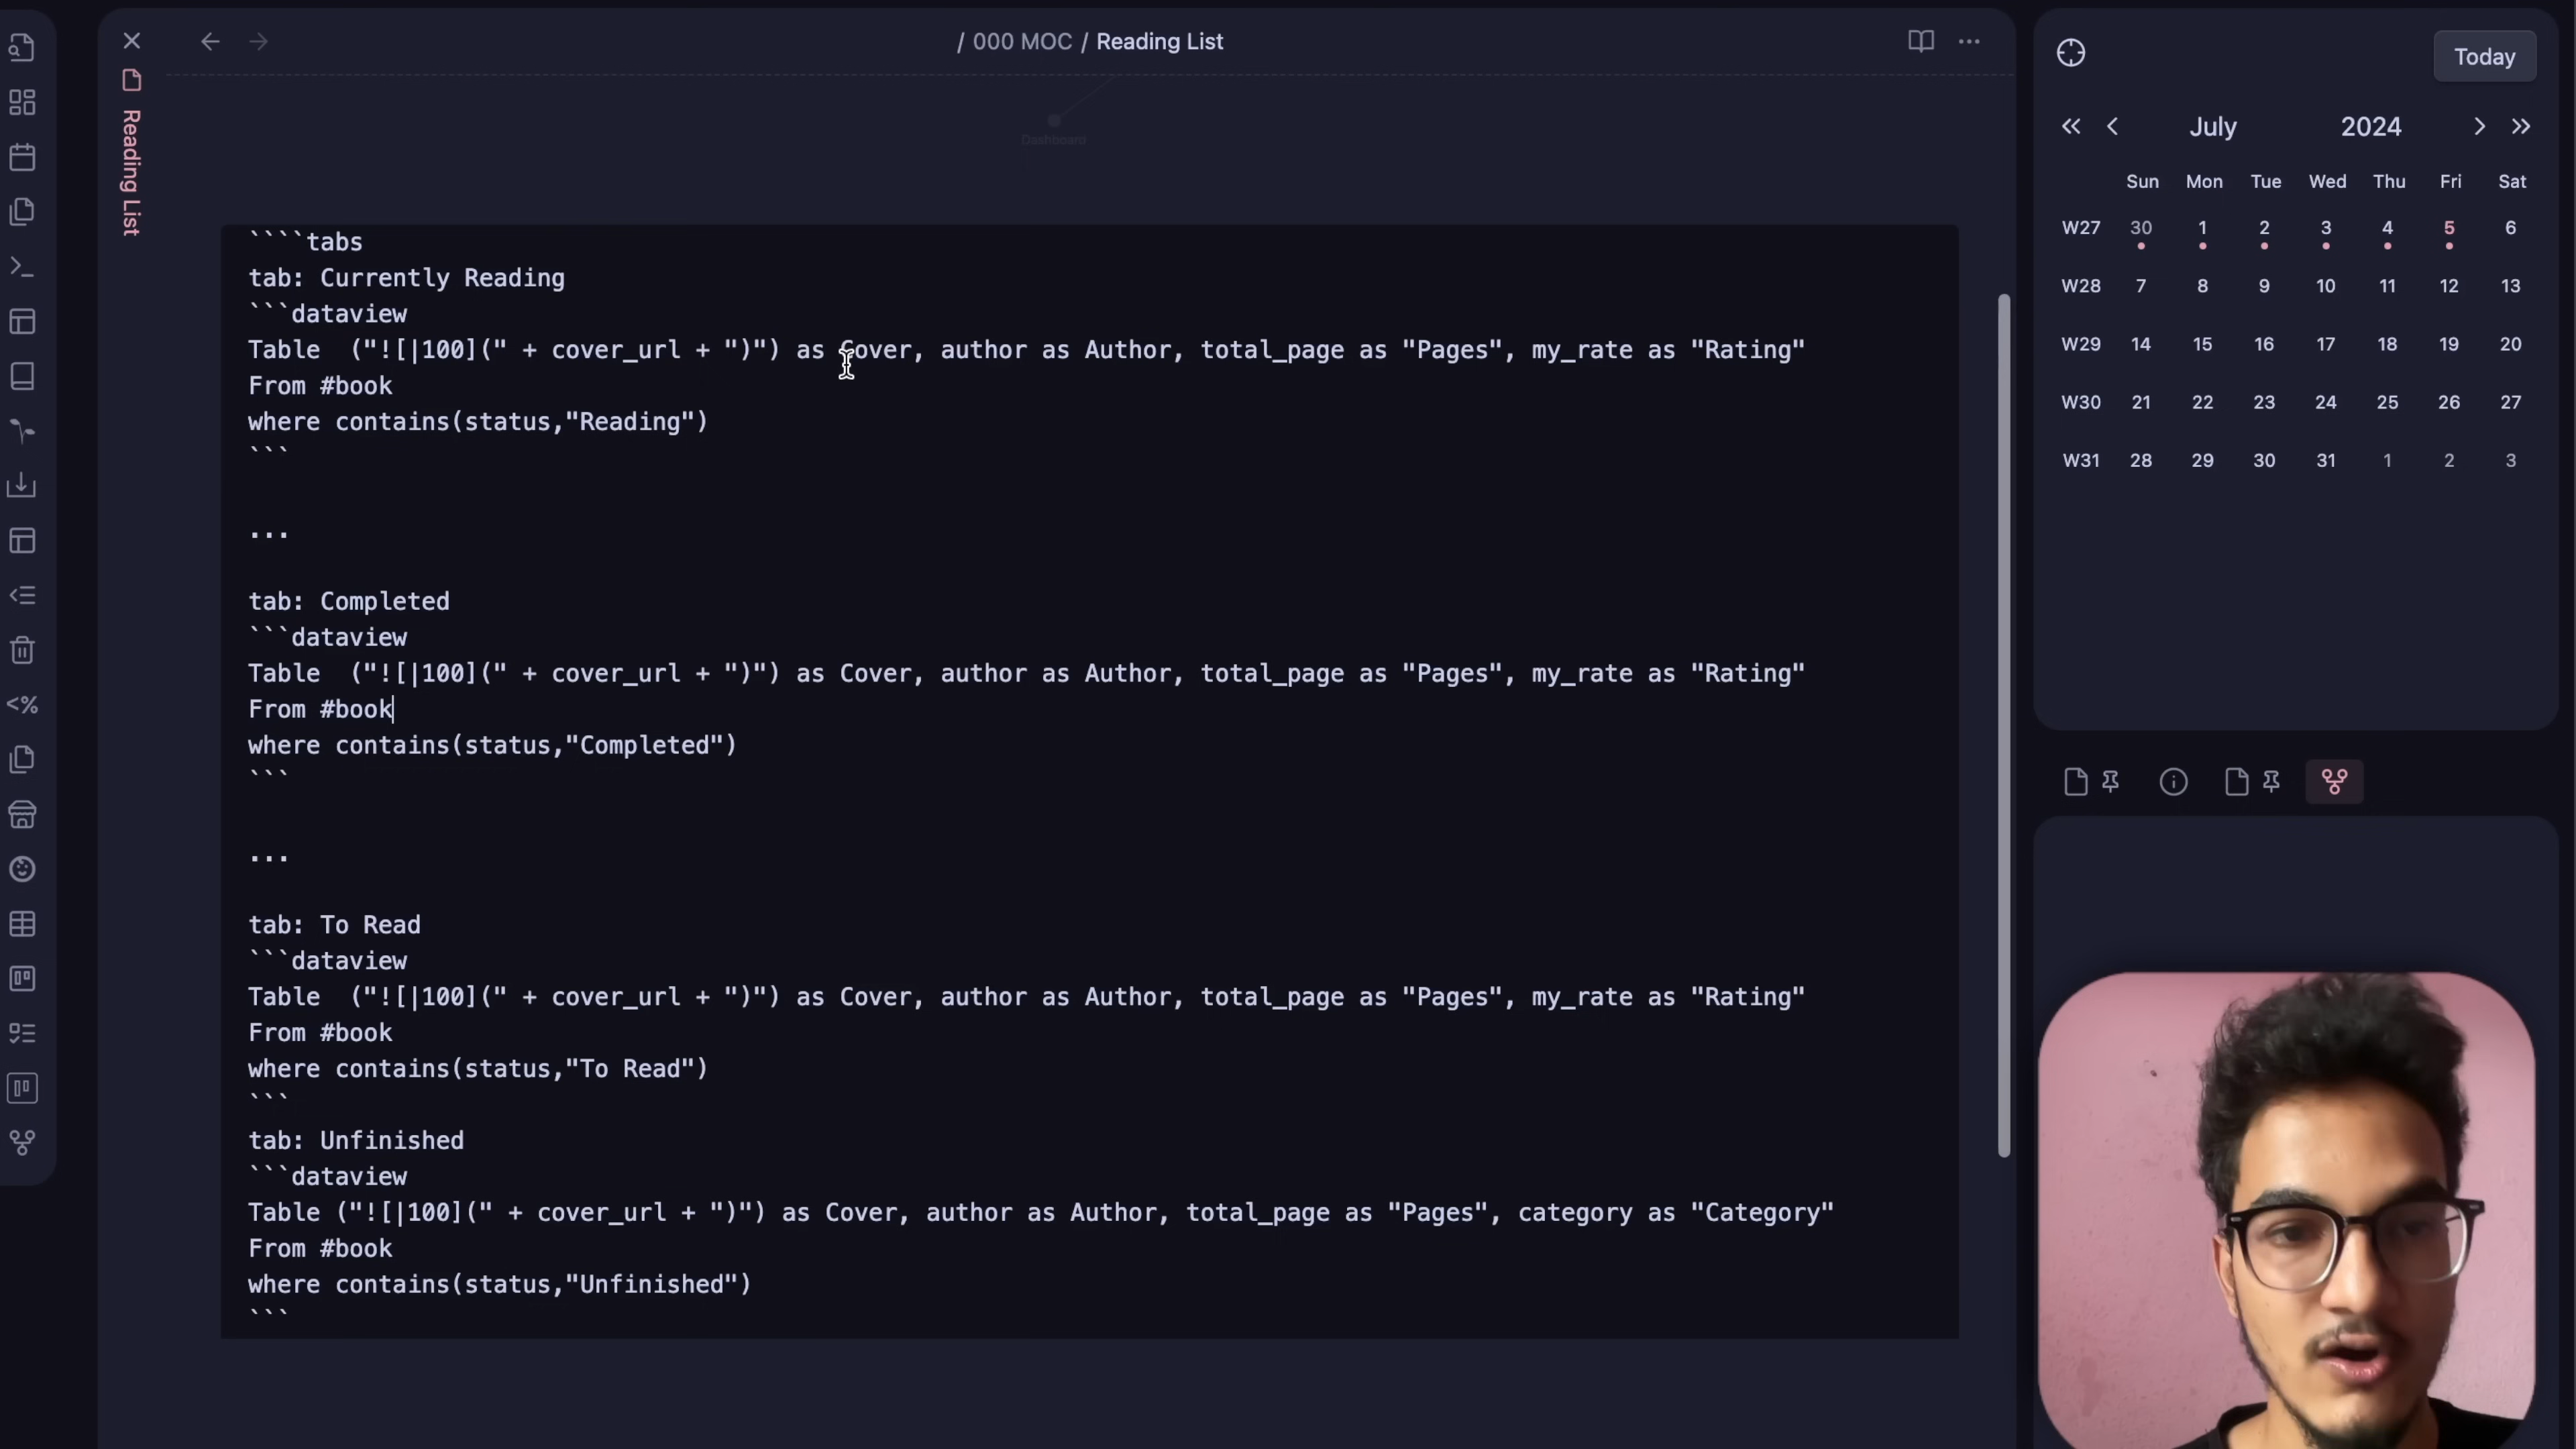 / 000 MOC / Reading List
Reading List
Dashboard
````tabs
tab: Currently Reading
```dataview
Table  ("![|100](" + cover_url + ")") as Cover, author as Author, total_page as "Pages", my_rate as "Rating"
From #book
where contains(status,"Reading")
```
...
tab: Completed
```dataview
Table  ("![|100](" + cover_url + ")") as Cover, author as Author, total_page as "Pages", my_rate as "Rating"
From #book
where contains(status,"Completed")
```
...
tab: To Read
```dataview
Table  ("![|100](" + cover_url + ")") as Cover, author as Author, total_page as "Pages", my_rate as "Rating"
From #book
where contains(status,"To Read")
```
tab: Unfinished
```dataview
Table ("![|100](" + cover_url + ")") as Cover, author as Author, total_page as "Pages", category as "Category"
From #book
where contains(status,"Unfinished")
```
Today
July 2024
Sun Mon Tue Wed Thu Fri Sat
W27 30 1 2 3 4 5 6
W28 7 8 9 10 11 12 13
W29 14 15 16 17 18 19 20
W30 21 22 23 24 25 26 27
W31 28 29 30 31 1 2 3